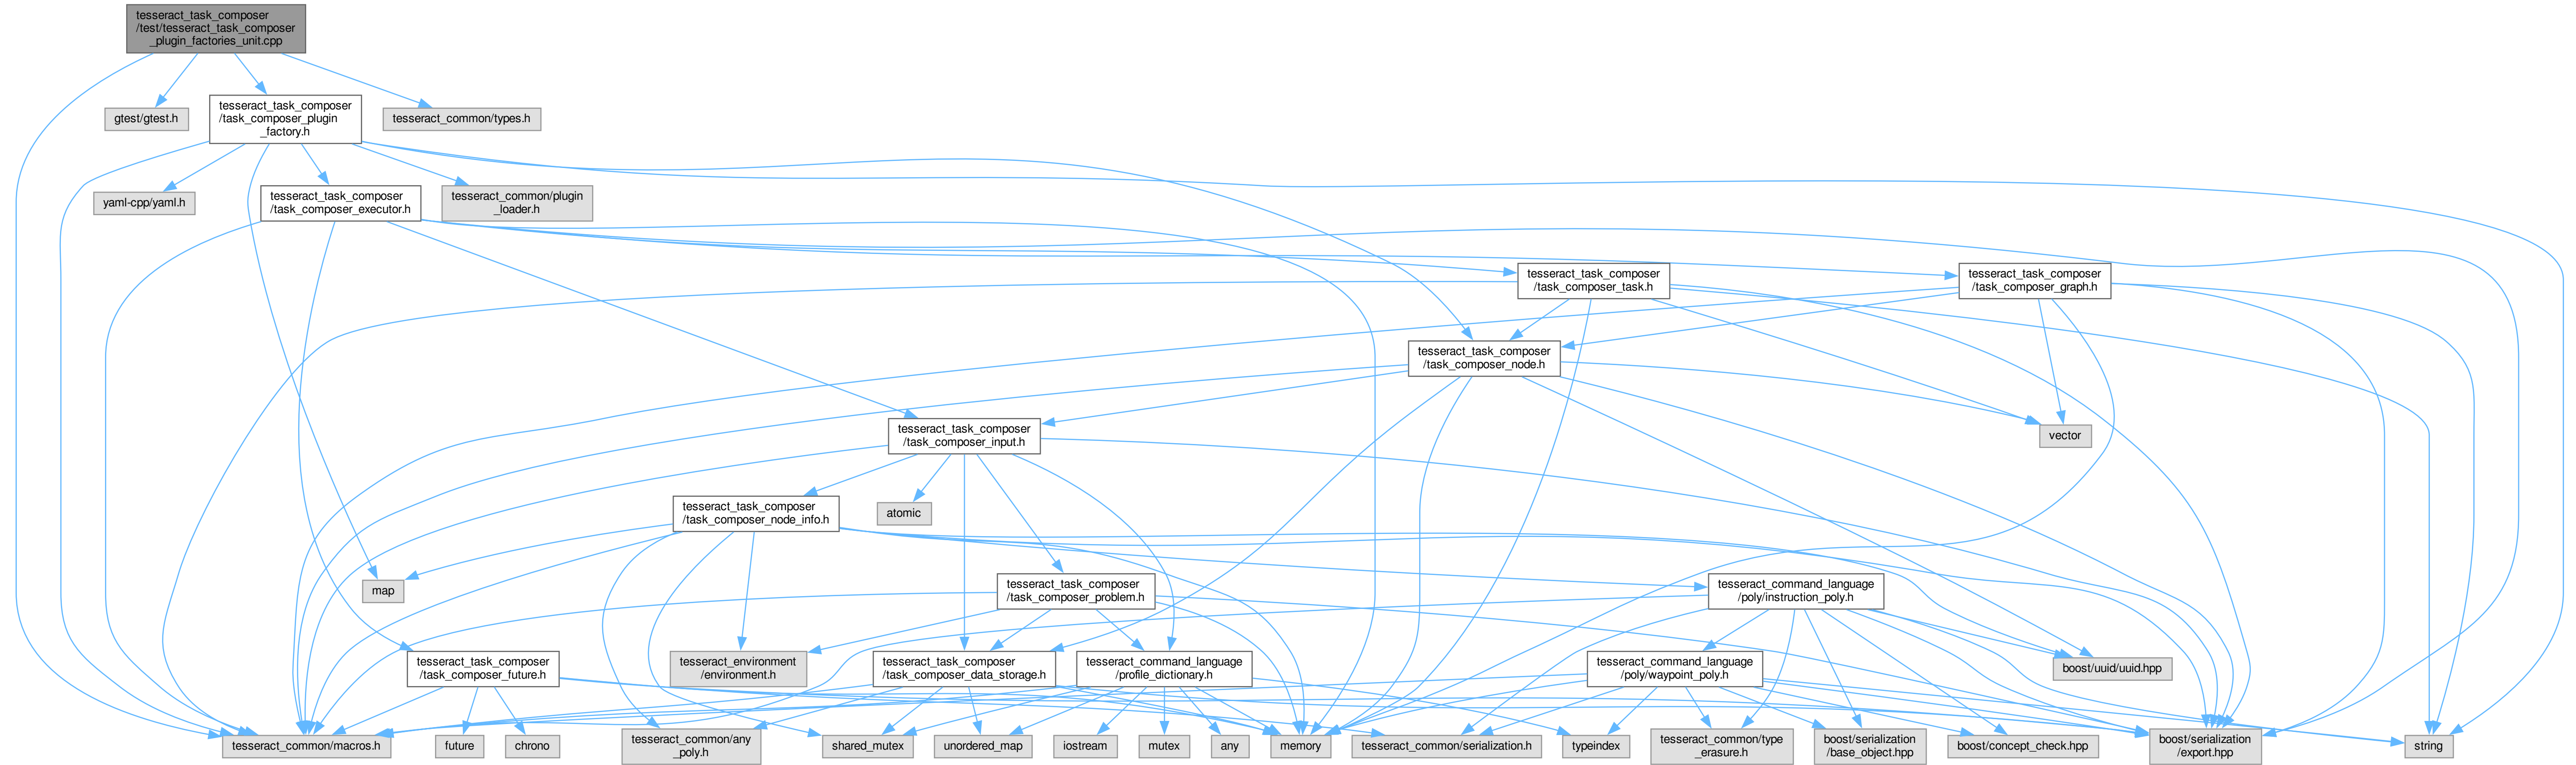 tesseract_task_composer
/test/tesseract_task_composer
_plugin_factories_unit.cpp
gtest/gtest.h
tesseract_task_composer
/task_composer_plugin
_factory.h
tesseract_common/types.h
yaml-cpp/yaml.h
tesseract_task_composer
/task_composer_executor.h
tesseract_common/plugin
_loader.h
tesseract_task_composer
/task_composer_task.h
tesseract_task_composer
/task_composer_graph.h
tesseract_task_composer
/task_composer_node.h
tesseract_task_composer
/task_composer_input.h
vector
tesseract_task_composer
/task_composer_node_info.h
atomic
map
tesseract_task_composer
/task_composer_problem.h
tesseract_command_language
/poly/instruction_poly.h
tesseract_task_composer
/task_composer_future.h
tesseract_environment
/environment.h
tesseract_task_composer
/task_composer_data_storage.h
tesseract_command_language
/profile_dictionary.h
tesseract_command_language
/poly/waypoint_poly.h
boost/uuid/uuid.hpp
tesseract_common/macros.h
future
chrono
tesseract_common/any
_poly.h
shared_mutex
unordered_map
iostream
mutex
any
memory
tesseract_common/serialization.h
typeindex
tesseract_common/type
_erasure.h
boost/serialization
/base_object.hpp
boost/concept_check.hpp
boost/serialization
/export.hpp
string